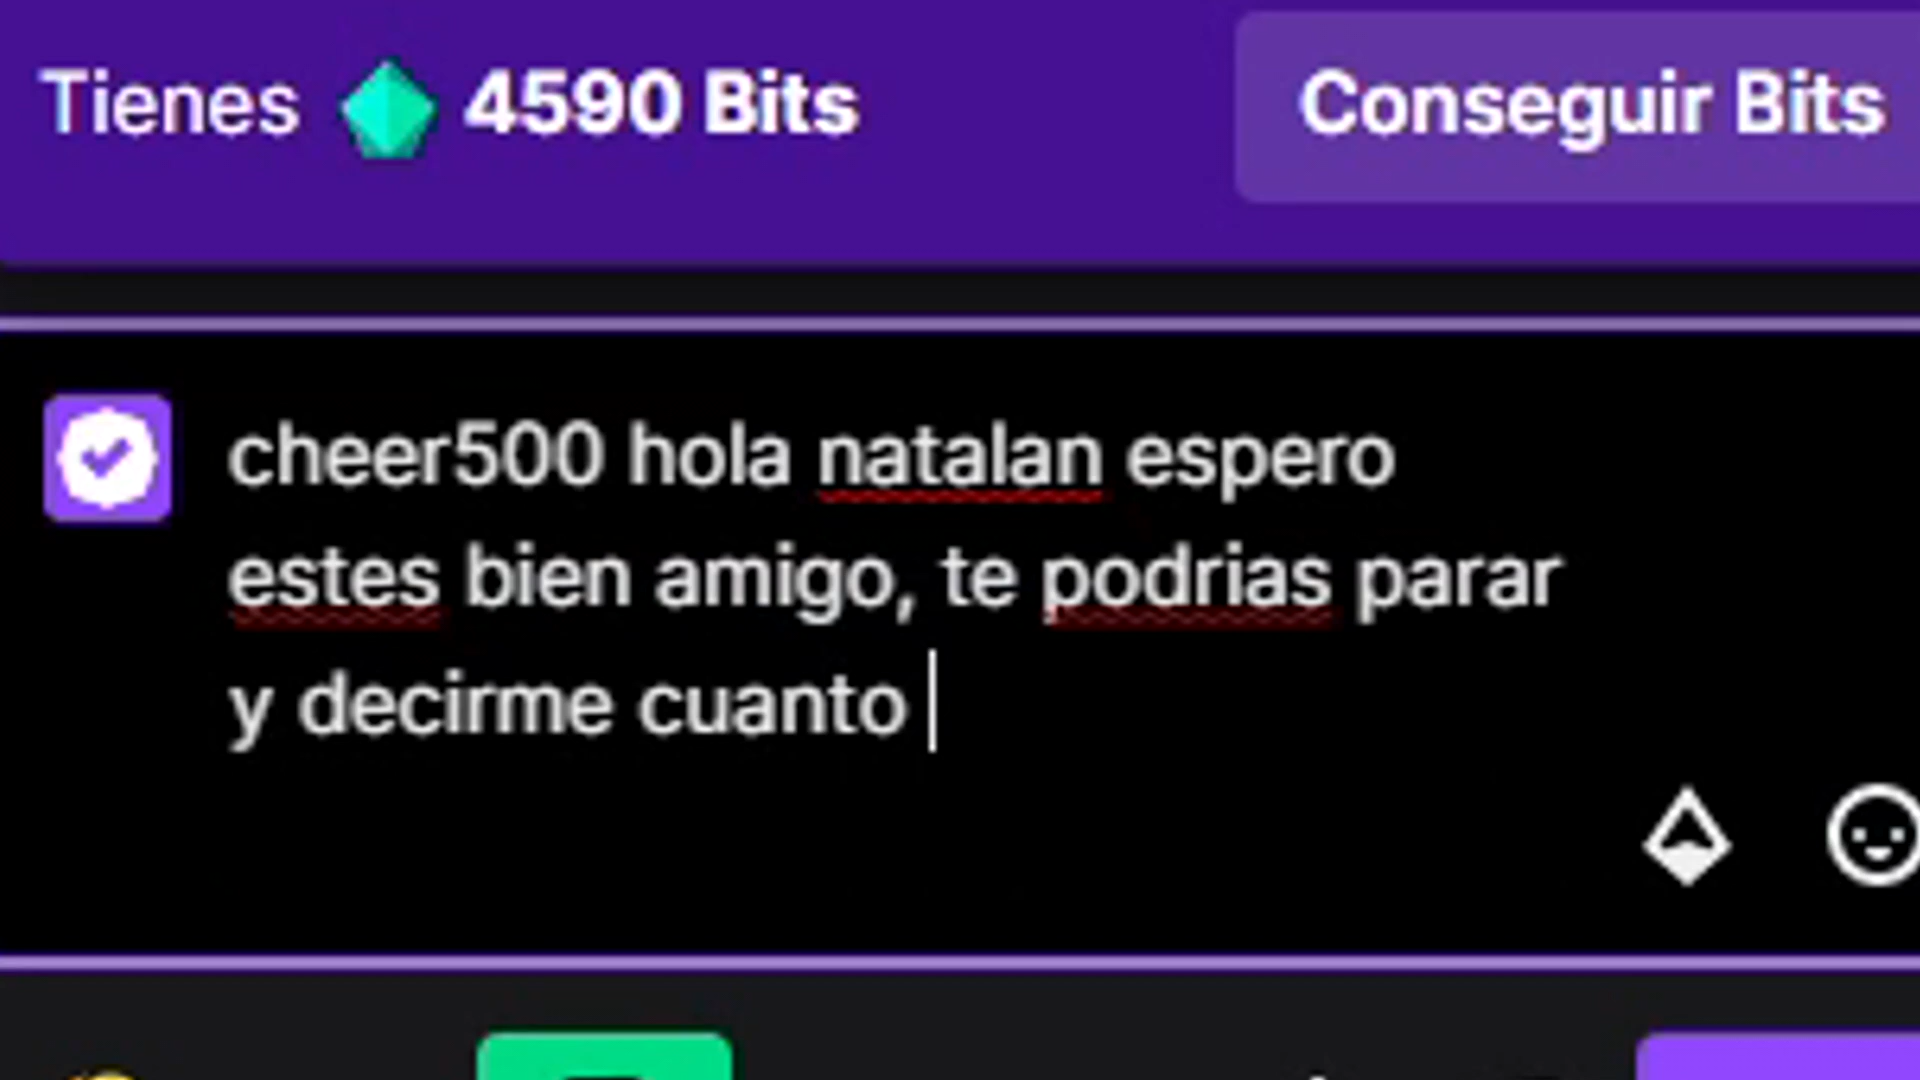 Tienes 4590 Bits
Conseguir Bits
cheer500 hola natalan espero
estes bien amigo, te podrias parar
y decirme cuanto